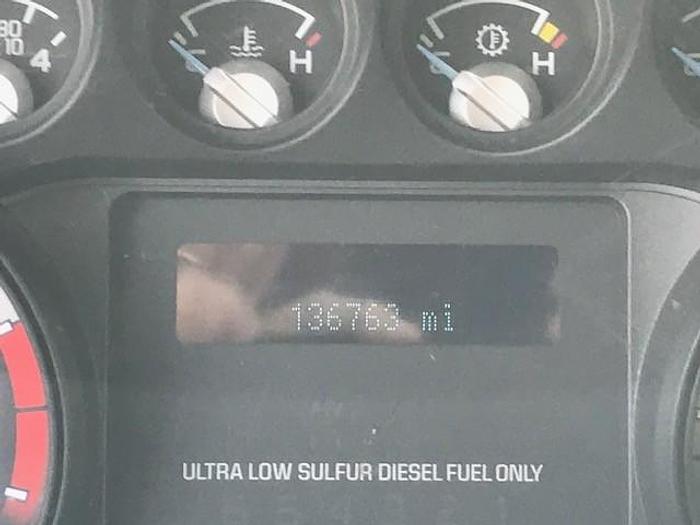 80
10
4
H
H
136763 mi
ULTRA LOW SULFUR DIESEL FUEL ONLY